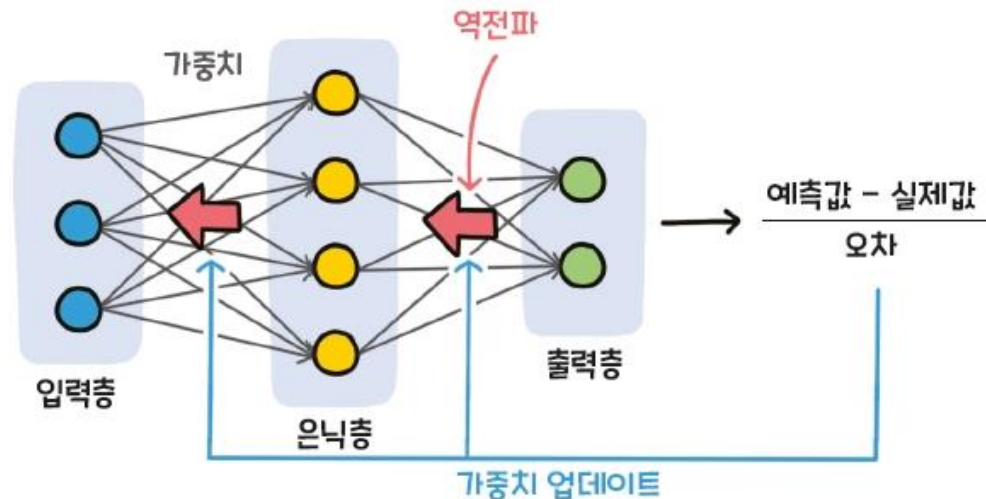 역전파
가중치
예측값 - 실제값
오차
입력층
은닉층
출력층
가중치 업데이트